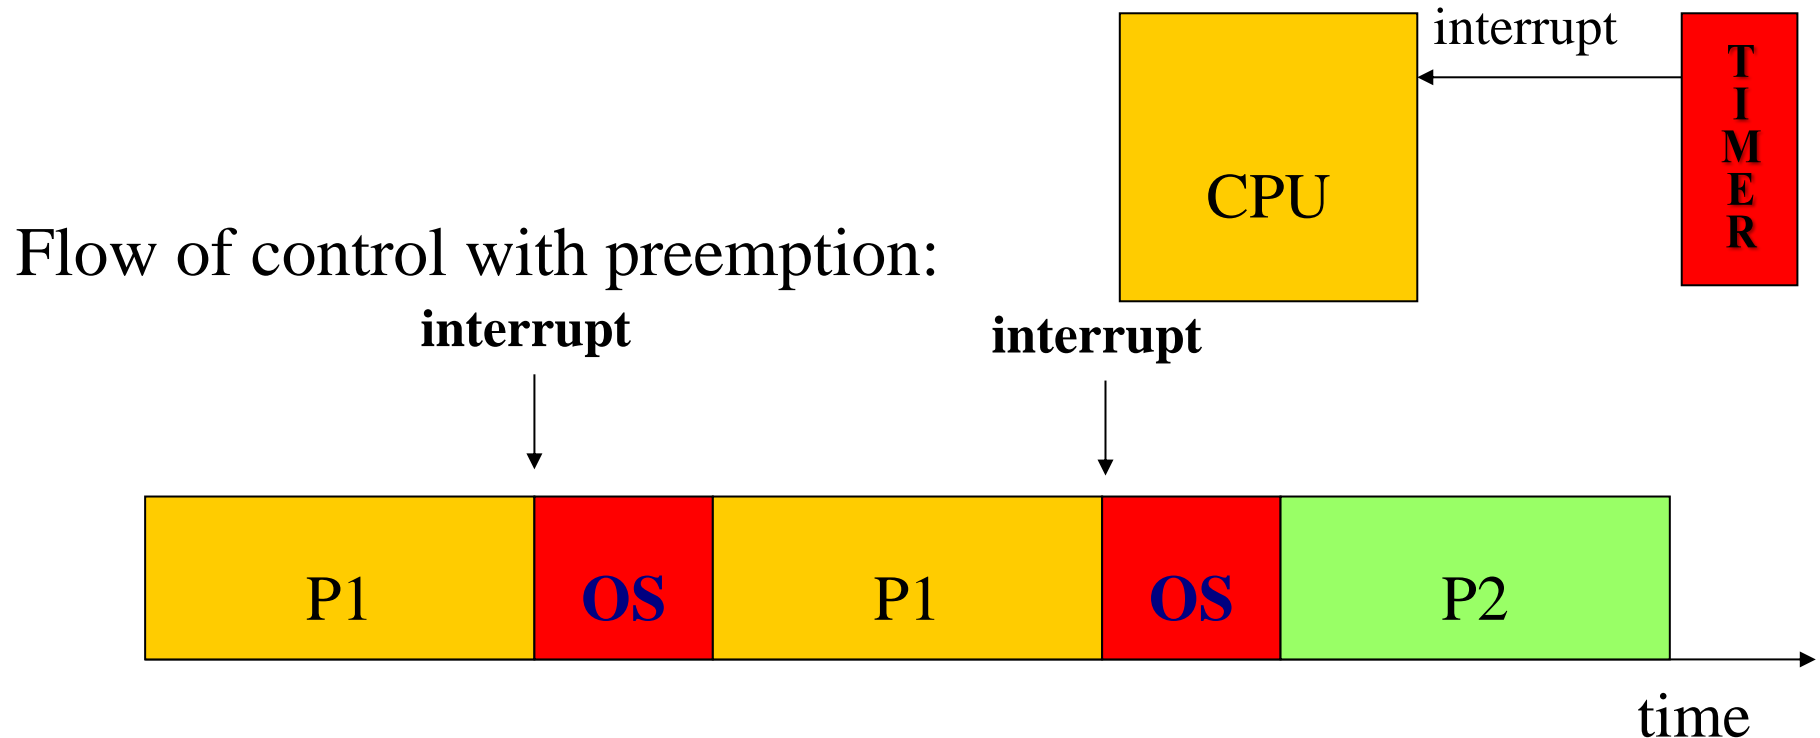 interrupt
T
I
M
E
R
CPU
Flow of control with preemption:
interrupt
interrupt
P1
OS
P1
OS
P2
time